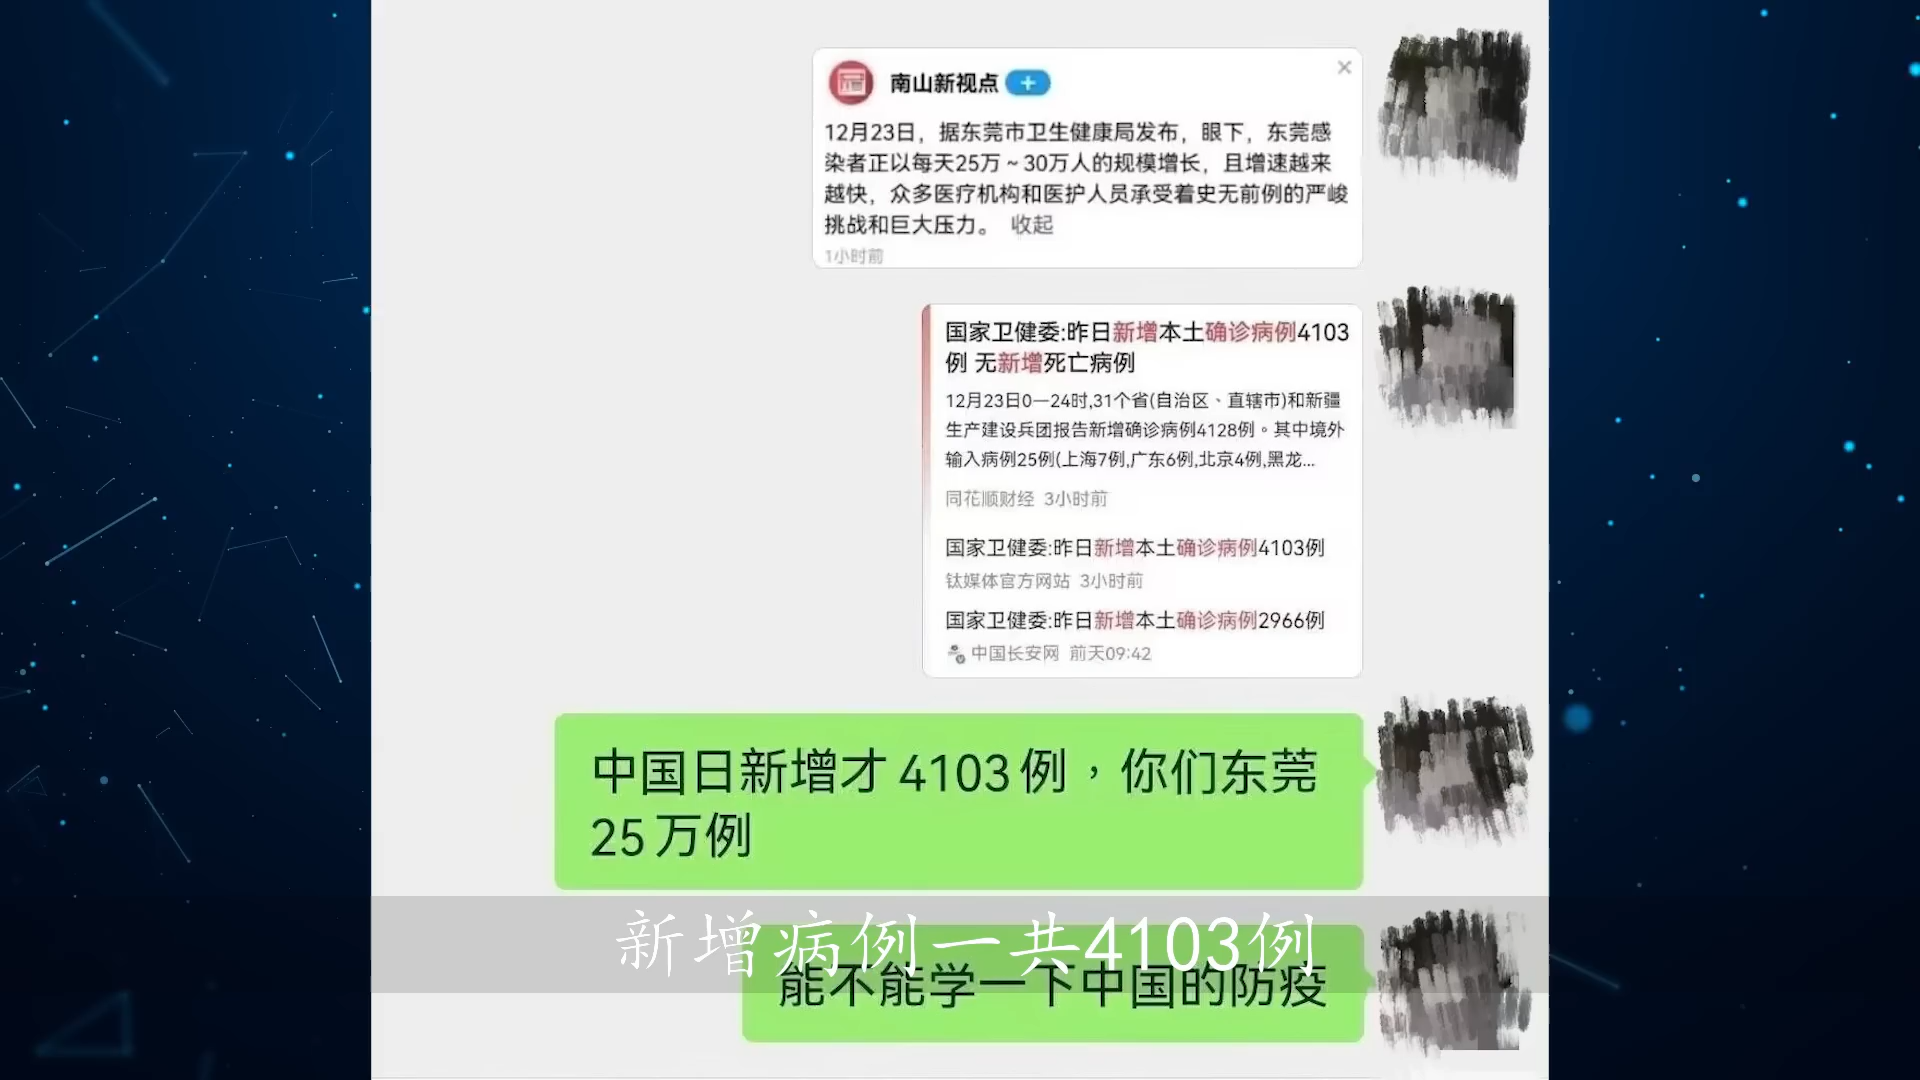 南山新视点
12月23日，据东莞市卫生健康局发布，眼下，东莞感
染者正以每天25万~30万人的规模增长，且增速越来
越快，众多医疗机构和医护人员承受着史无前例的严峻
挑战和巨大压力。 收起
1小时前
国家卫健委:昨日新增本土确诊病例4103
例 无新增死亡病例
12月23日0—24时,31个省(自治区、直辖市)和新疆
生产建设兵团报告新增确诊病例4128例。其中境外
输入病例25例(上海7例,广东6例,北京4例,黑龙...
同花顺财经 3小时前
国家卫健委:昨日新增本土确诊病例4103例
钛媒体官方网站 3小时前
国家卫健委:昨日新增本土确诊病例2966例
中国长安网 前天09:42
中国日新增才4103例，你们东莞
25万例
新增病例一共4103例
能不能学一下中国的防疫